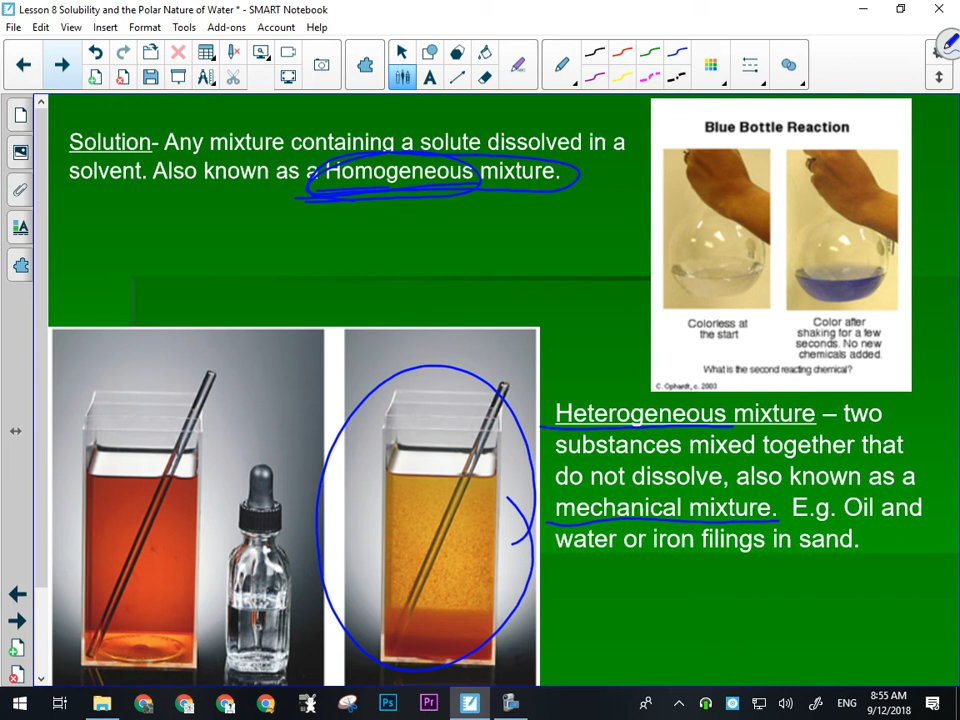 Lesson 8 Solubility and the Polar Nature of Water * - SMART Notebook
File Edit View Insert Format Tools Add-ons Account Help
Solution- Any mixture containing a solute dissolved in a
solvent. Also known as a Homogeneous mixture.
Blue Bottle Reaction
Colorless at
the start
Color after
shaking for a few
seconds. No new
chemicals added.
What is the second reacting chemical?
C. Ophardt, c. 2003
Heterogeneous mixture – two
substances mixed together that
do not dissolve, also known as a
mechanical mixture. E.g. Oil and
water or iron filings in sand.
Ps
Pr
ENG
8:55 AM
9/12/2018